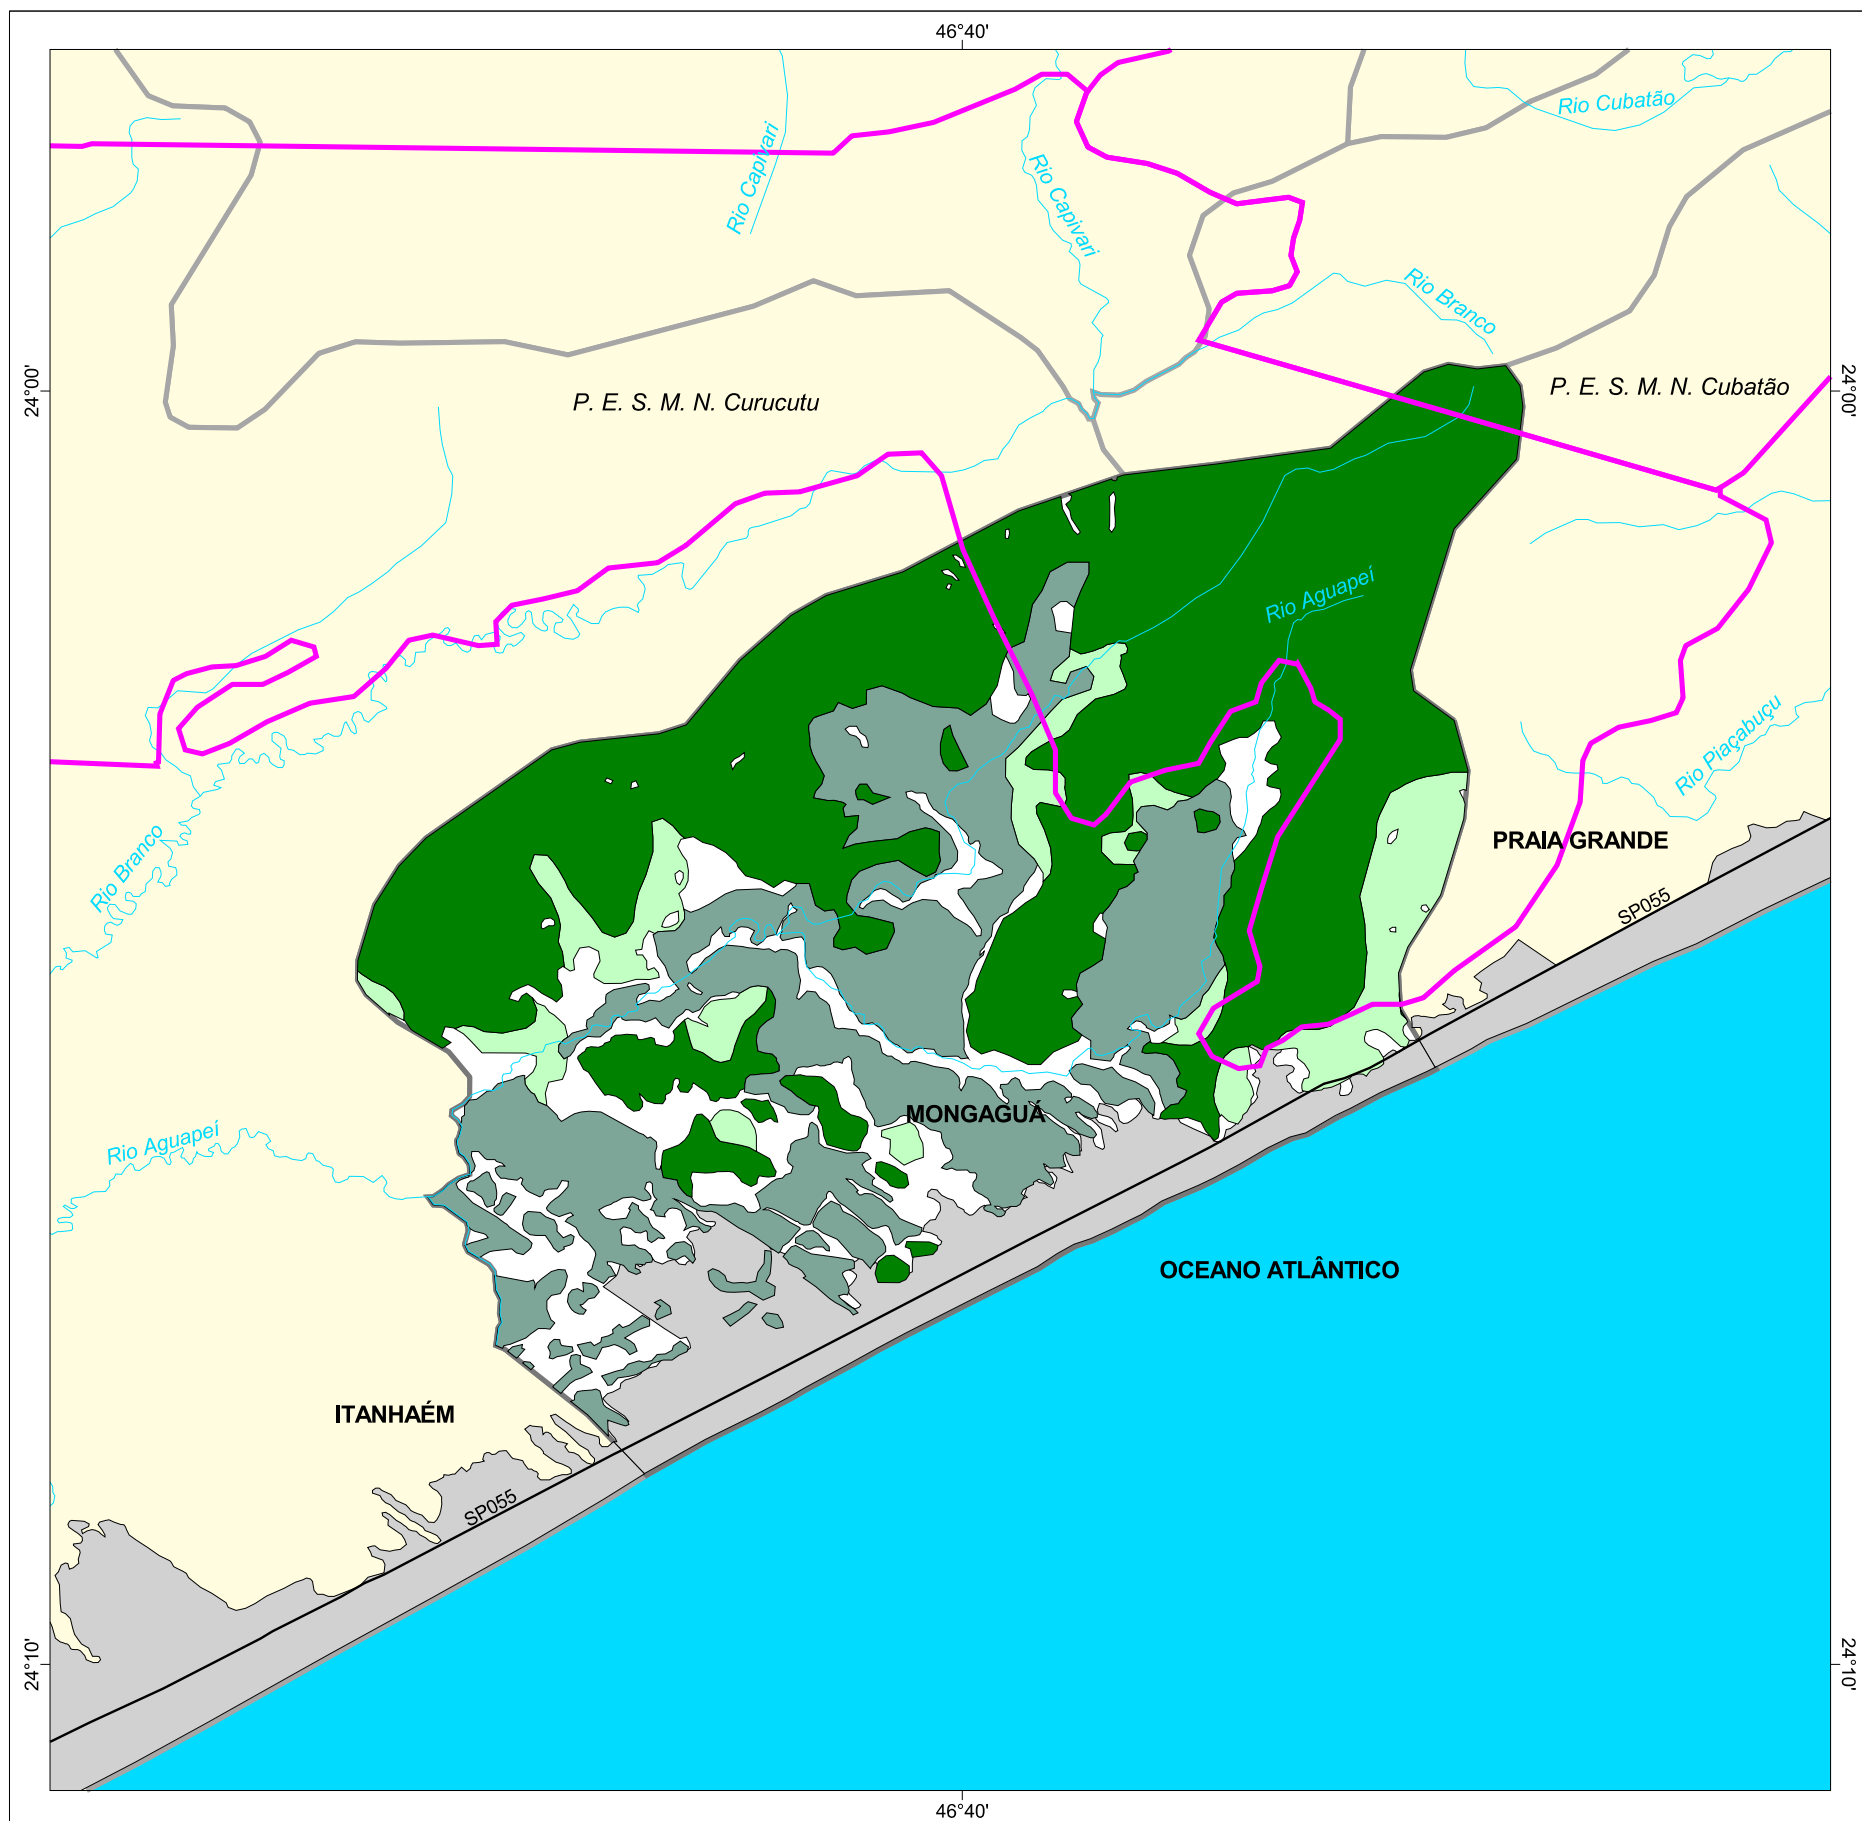 46°40'
Rio Cubatão
Rio Capivari
Rio Capivari
Rio Branco
24°00'
24°00'
P. E. S. M. N. Curucutu
P. E. S. M. N. Cubatão
Rio Aguapeí
Rio Piaçabuçu
Rio Branco
PRAIA GRANDE
SP055
MONGAGUÁ
Rio Aguapeí
OCEANO ATLÂNTICO
ITANHAÉM
SP055
24°10'
24°10'
46°40'